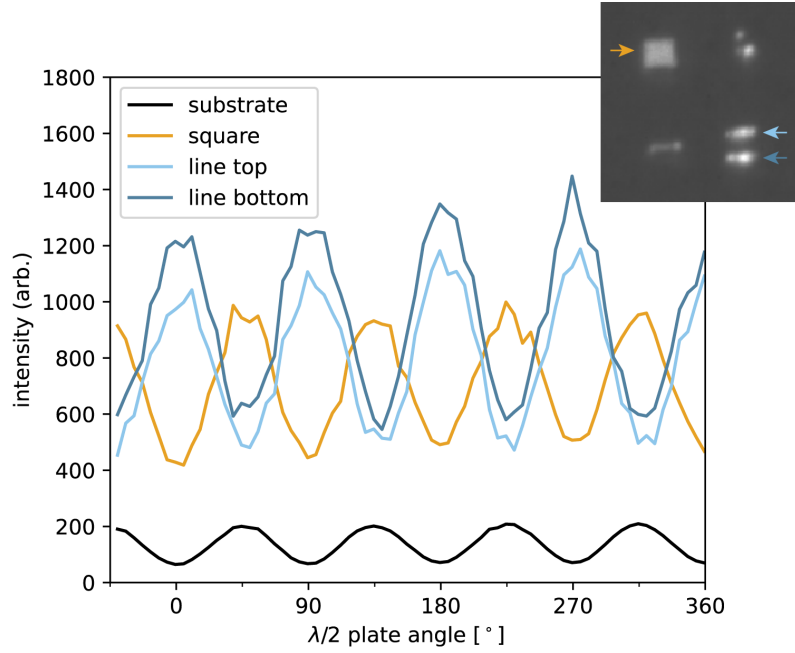 1800
1600
1400
1200
1000
800
600
400
200
0
intensity (arb.)
substrate
square
line top
line bottom
0 90 180 270 360
λ/2 plate angle [°]